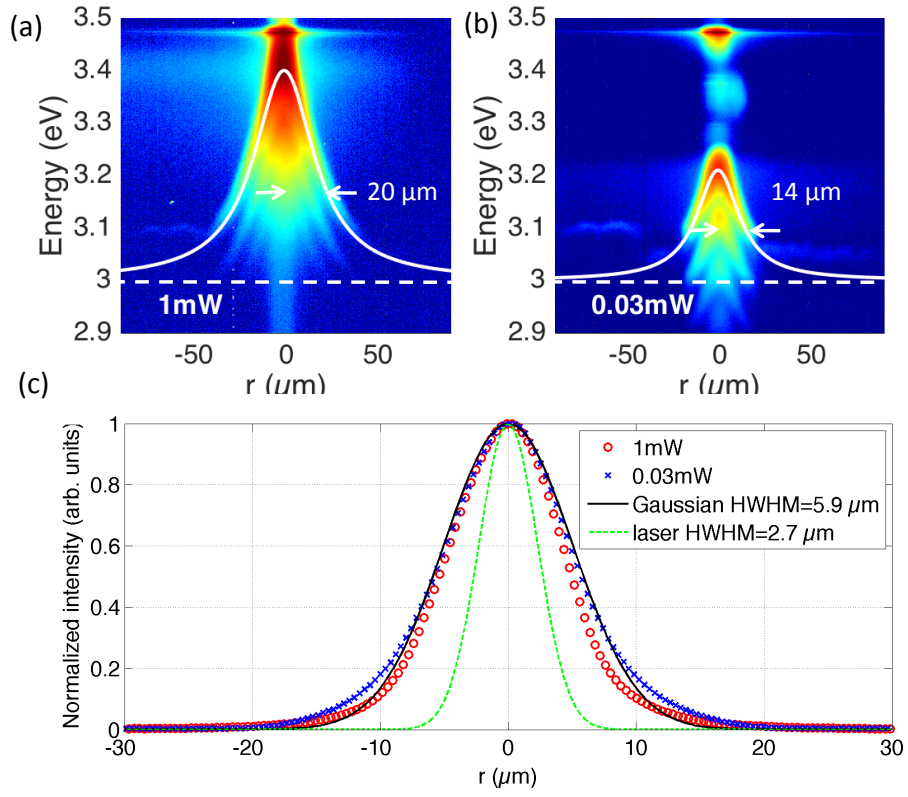 (a)
3.5
3.4
3.3
3.2
3.1
3
2.9
Energy (eV)
20 μm
1mW
-50
0
50
r (μm)
(b)
3.5
3.4
3.3
3.2
3.1
3
2.9
Energy (eV)
14 μm
0.03mW
-50
0
50
r (μm)
(c)
1
0.8
0.6
0.4
0.2
0
Normalized intensity (arb. units)
1mW
0.03mW
Gaussian HWHM=5.9 μm
laser HWHM=2.7 μm
-30
-20
-10
0
10
20
30
r (μm)